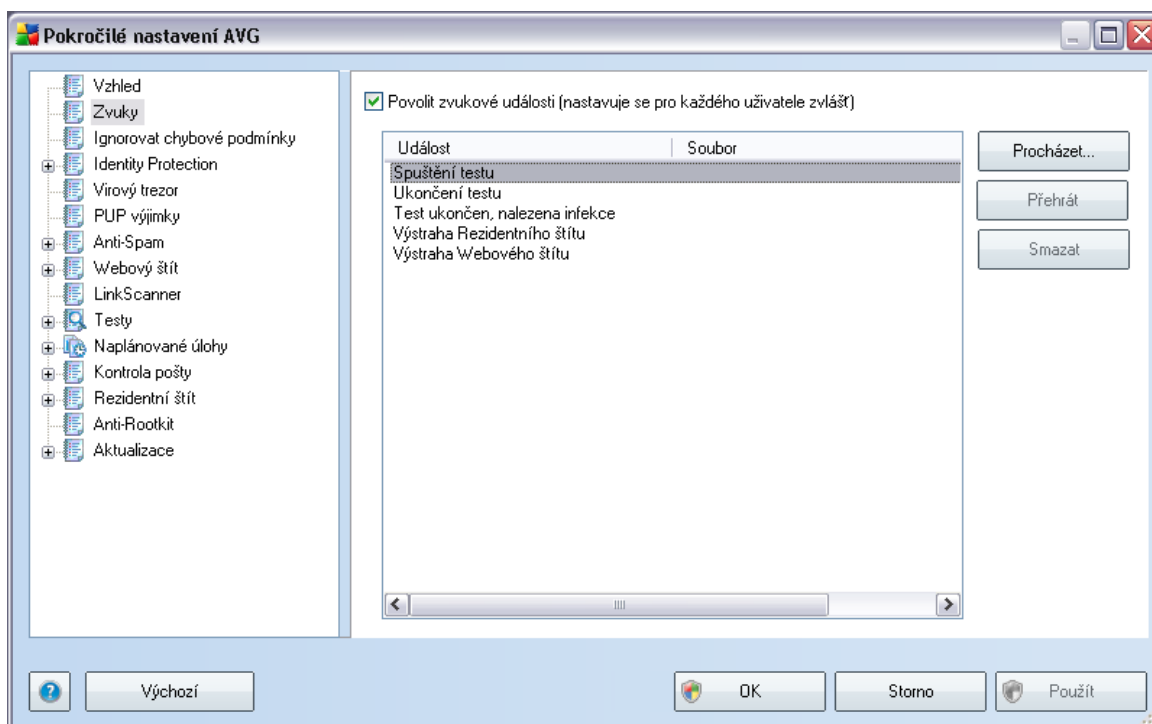 Pokročilé nastavení AVG
Vzhled
Zvuky
Ignorovat chybové podmínky
Identity Protection
Virový trezor
PUP výjimky
Anti-Spam
Webový štít
LinkScanner
Testy
Naplánované úlohy
Kontrola pošty
Rezidentní štít
Anti-Rootkit
Aktualizace
Povolit zvukové události (nastavuje se pro každého uživatele zvlášť)
Událost Soubor
Spuštění testu
Ukončení testu
Test ukončen, nalezena infekce
Výstraha Rezidentního štítu
Výstraha Webového štítu
Procházet...
Přehrát
Smazat
Výchozí
OK
Storno
Použít